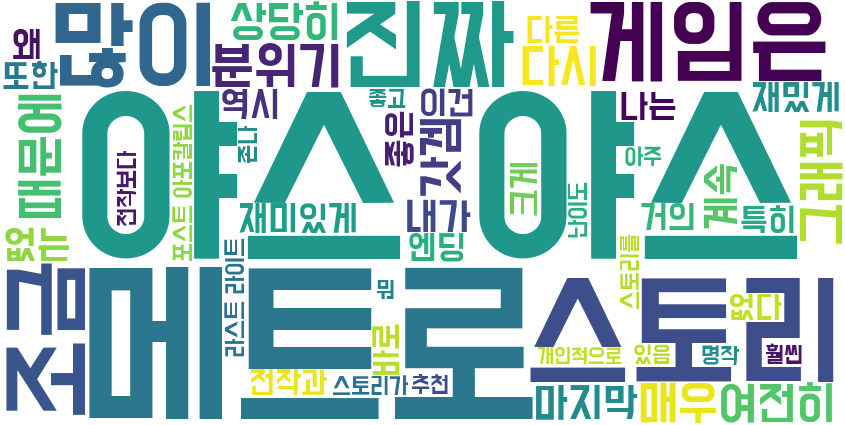 왜
많이
상당히
진짜
다른
게임은
또한
분위기
다시
역시
좋고
이건
나는
재밌게
때문에
야스야스
좋은
갓겜
존나
전작보다
포스트 아포칼립스
크게
아주
계속
그래픽
난이도
재미있게
내가
거의
특히
없는
엔딩
라스트 라이트
스토리를
조금
메트로
뭐
스토리
없다
바로
개인적으로
있음
명작
훨씬
전작과
스토리가
추천
마지막
매우
여전히